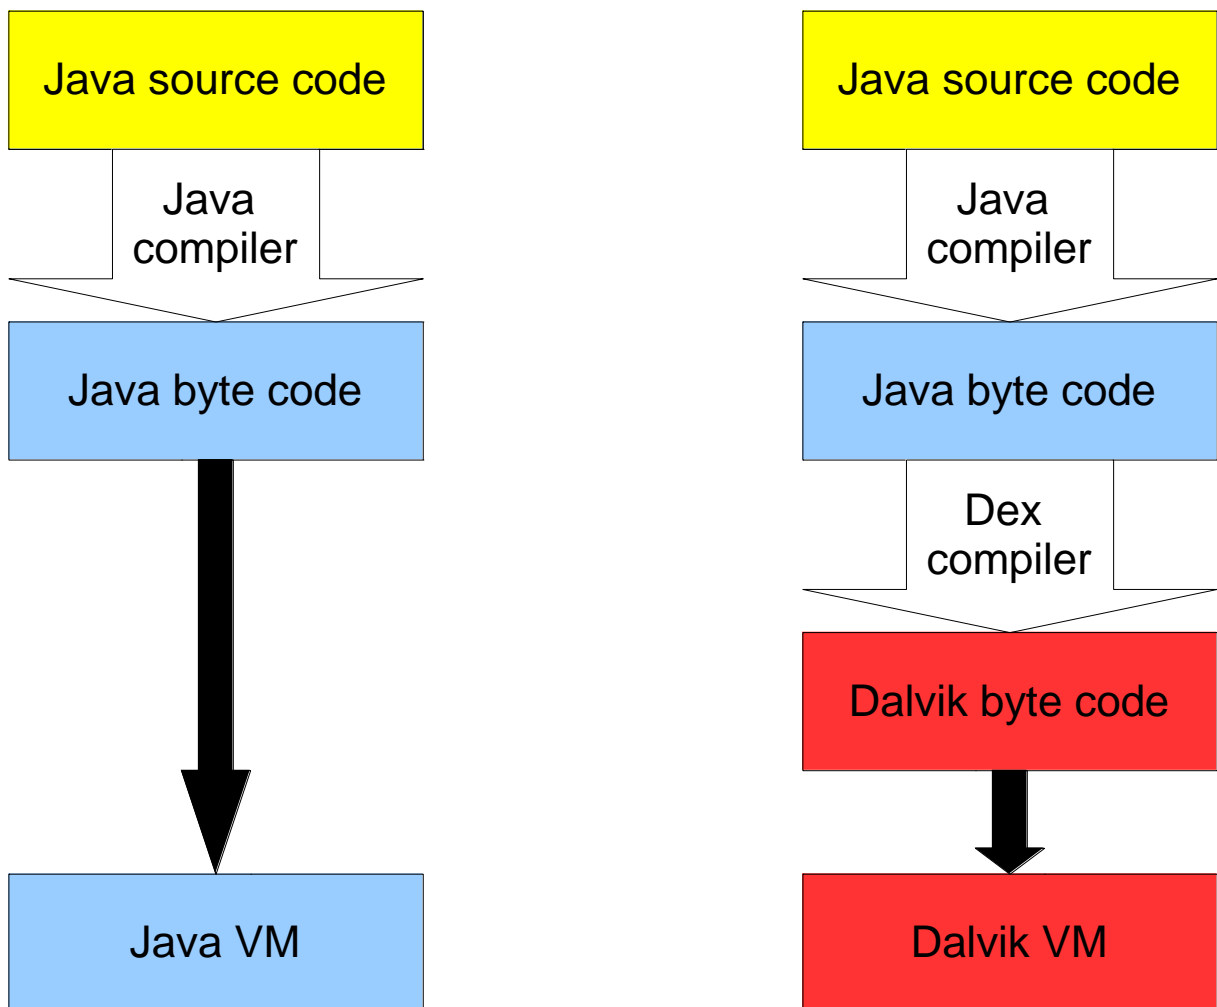 Java source code
Java
compiler
Java byte code
Java VM
Java source code
Java
compiler
Java byte code
Dex
compiler
Dalvik byte code
Dalvik VM